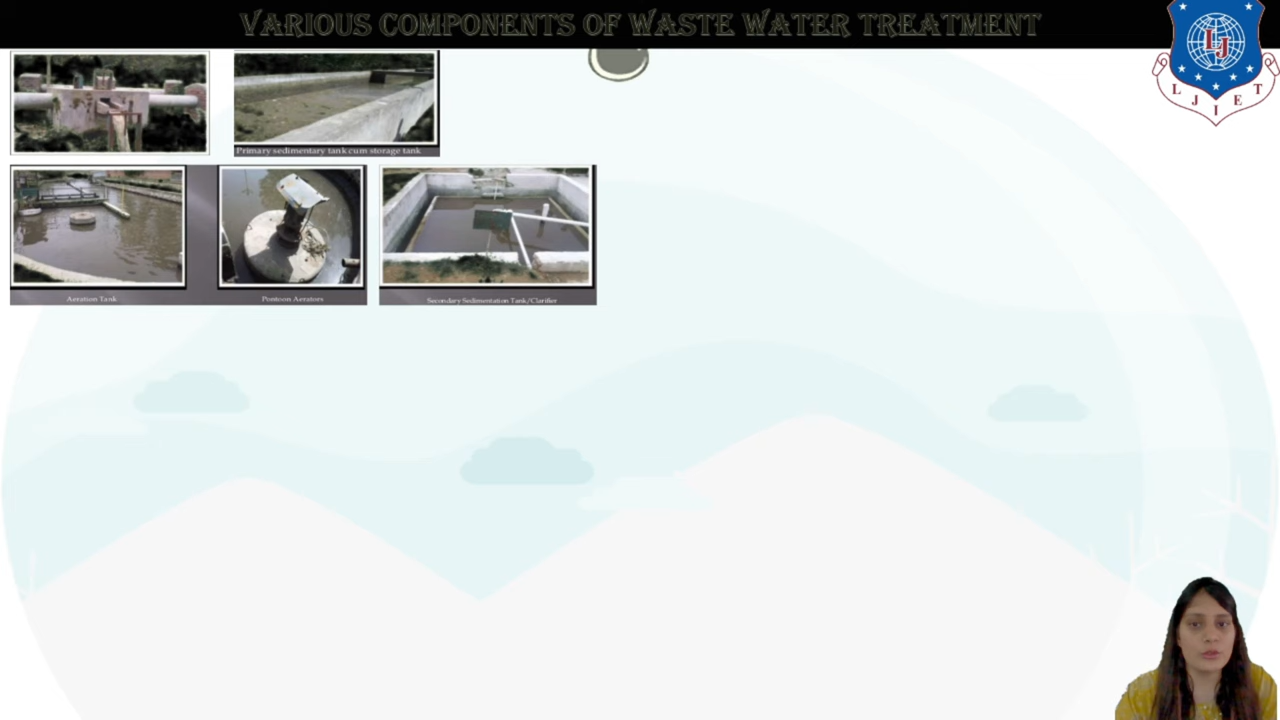 VARIOUS COMPONENTS OF WASTE WATER TREATMENT
LJIET
Primary sedimentary tank cum storage tank
Aeration Tank
Pontoon Aerators
Secondary Sedimentation Tank/Clarifier